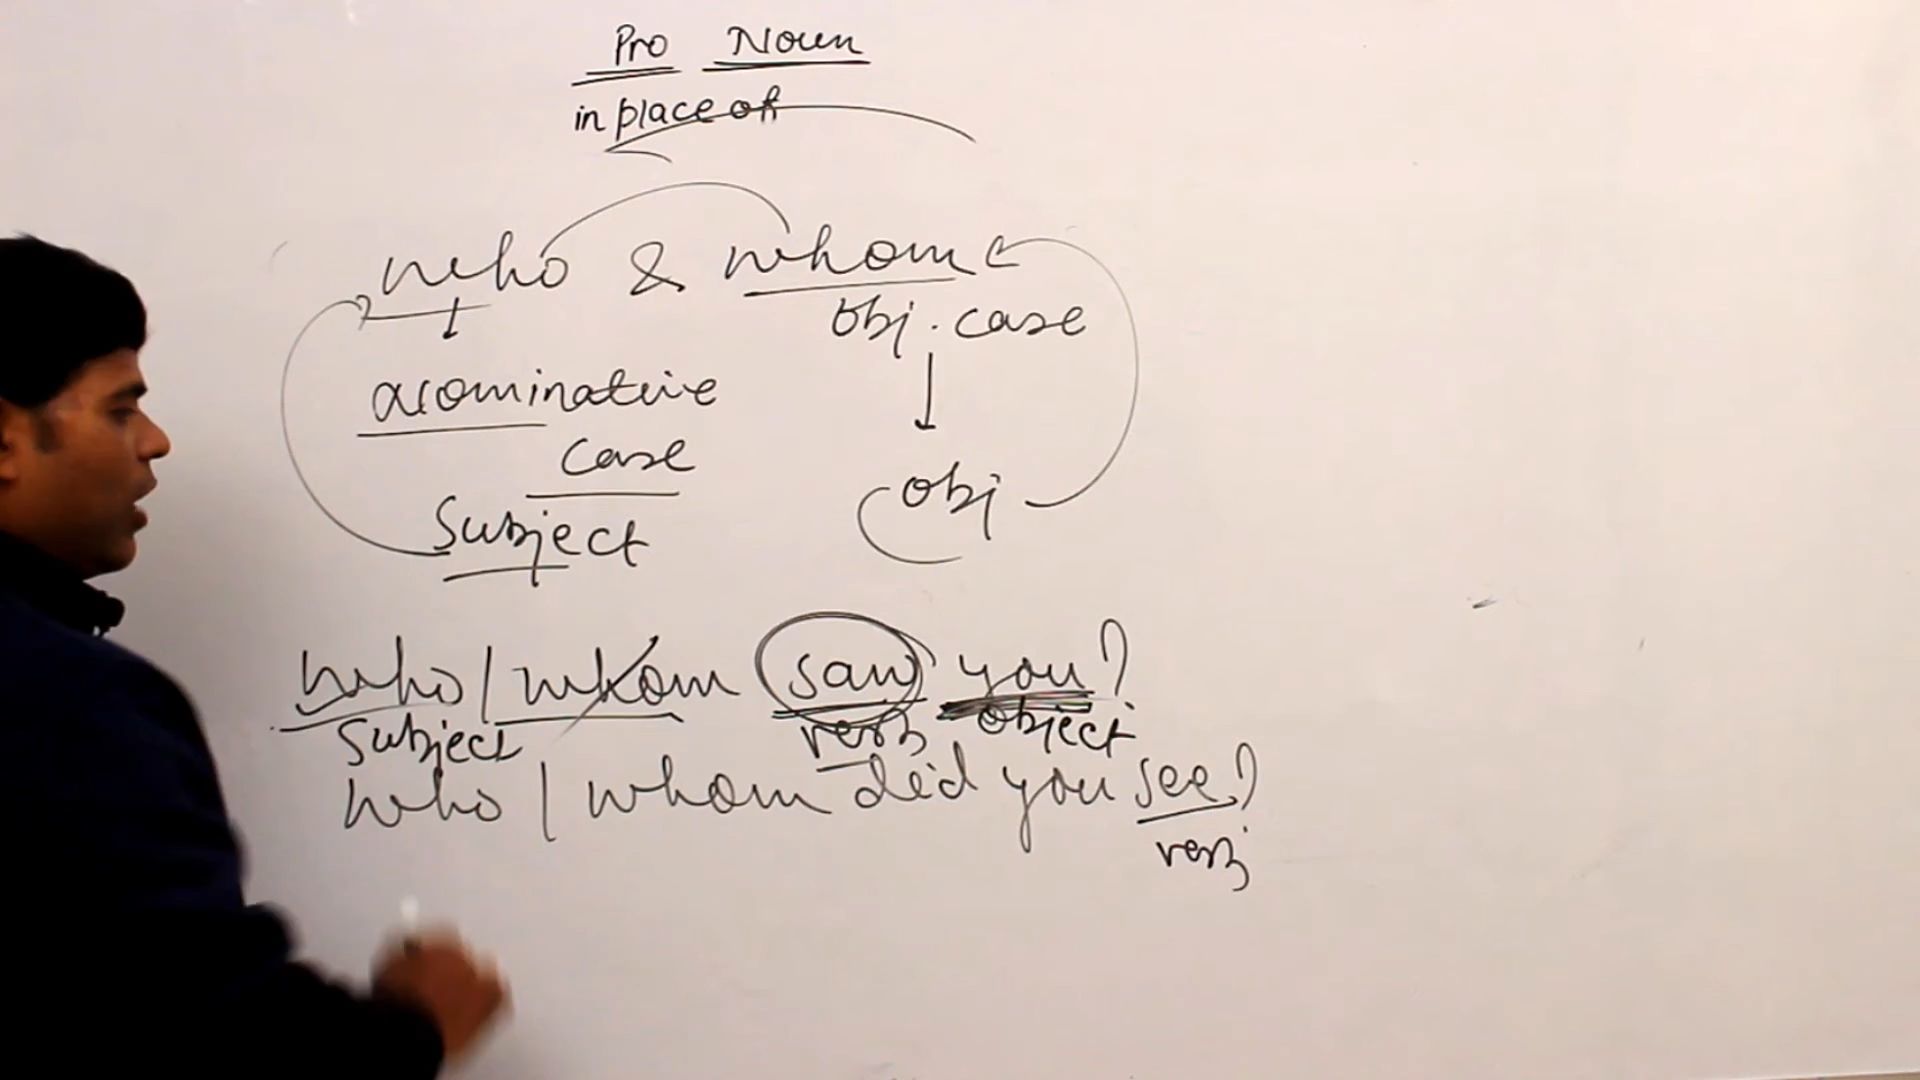 Pro Noun
in place of
who & whom
obj. case
nominative
case
obj
Subject
who / whom saw you?
subject verb object
who / whom did you see?
verb